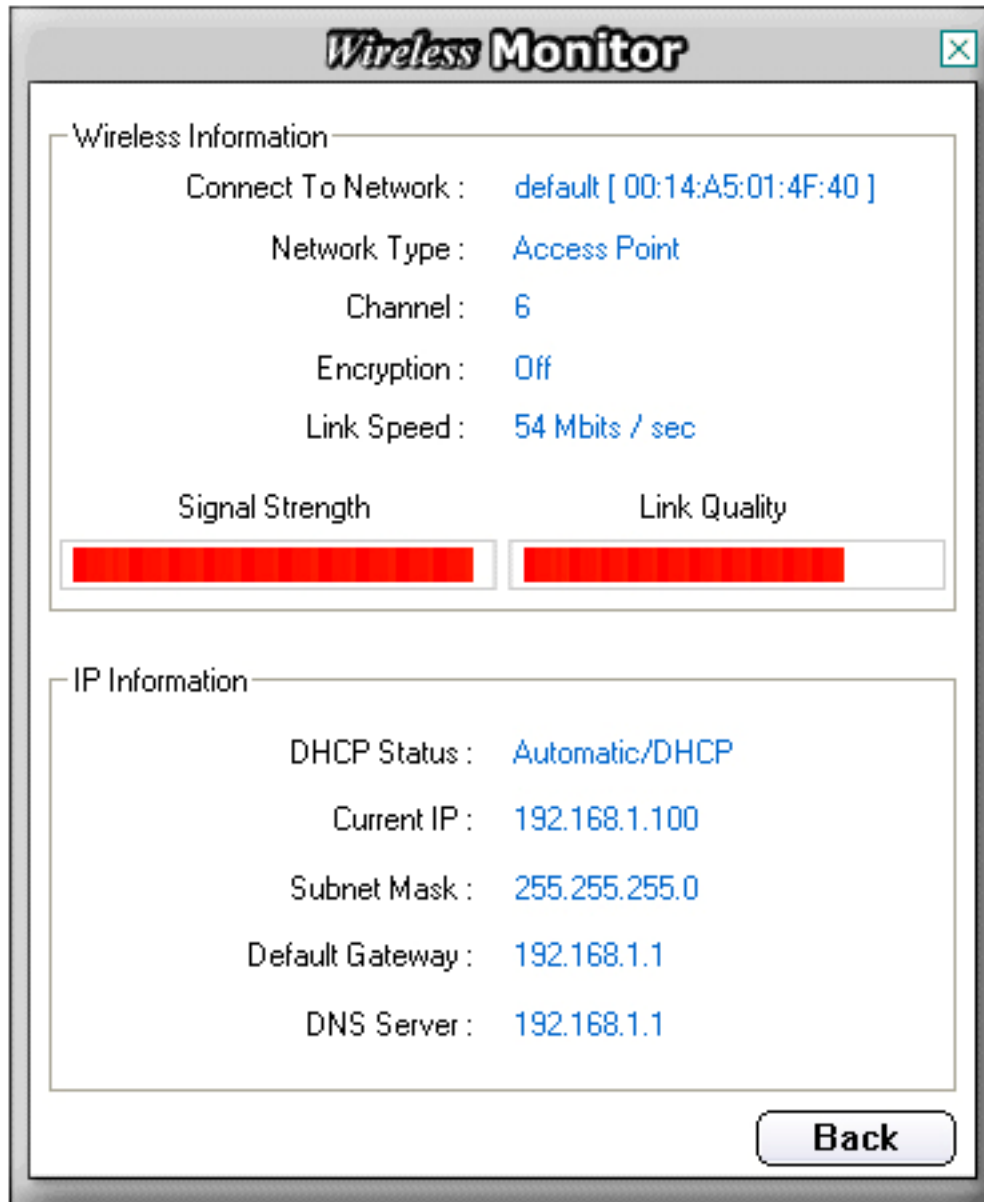 Wireless Monitor
Wireless Information
Connect To Network : default [ 00:14:A5:01:4F:40 ]
Network Type : Access Point
Channel : 6
Encryption : Off
Link Speed : 54 Mbits / sec
Signal Strength Link Quality
IP Information
DHCP Status : Automatic/DHCP
Current IP : 192.168.1.100
Subnet Mask : 255.255.255.0
Default Gateway : 192.168.1.1
DNS Server : 192.168.1.1
Back